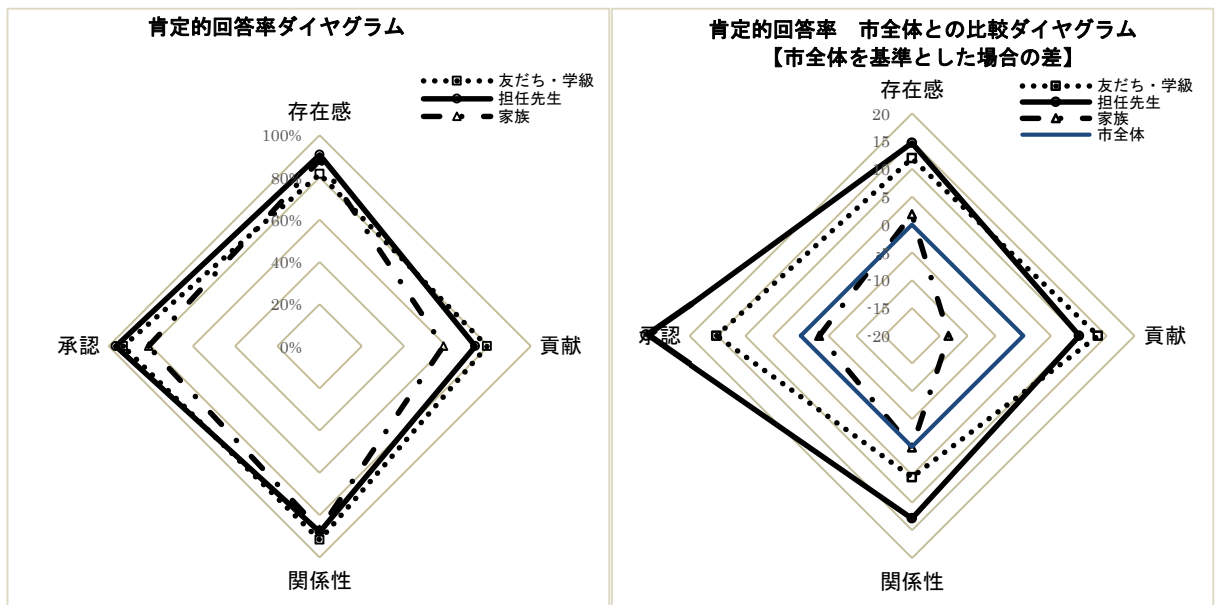 肯定的回答率ダイヤグラム
友だち・学級
担任先生
家族
存在感
100%
80%
60%
40%
20%
0%
承認
貢献
関係性
肯定的回答率　市全体との比較ダイヤグラム
【市全体を基準とした場合の差】
友だち・学級
担任先生
家族
市全体
存在感
20
15
10
5
0
-5
-10
-15
-20
承認
貢献
関係性